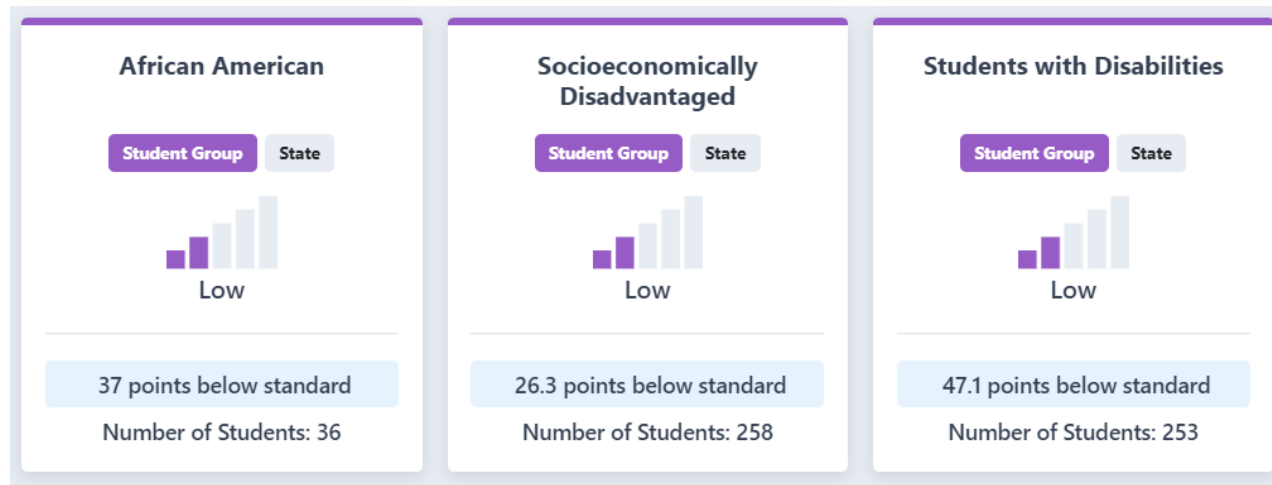 African American
Student Group
State
Low
37 points below standard
Number of Students: 36
Socioeconomically
Disadvantaged
Student Group
State
Low
26.3 points below standard
Number of Students: 258
Students with Disabilities
Student Group
State
Low
47.1 points below standard
Number of Students: 253